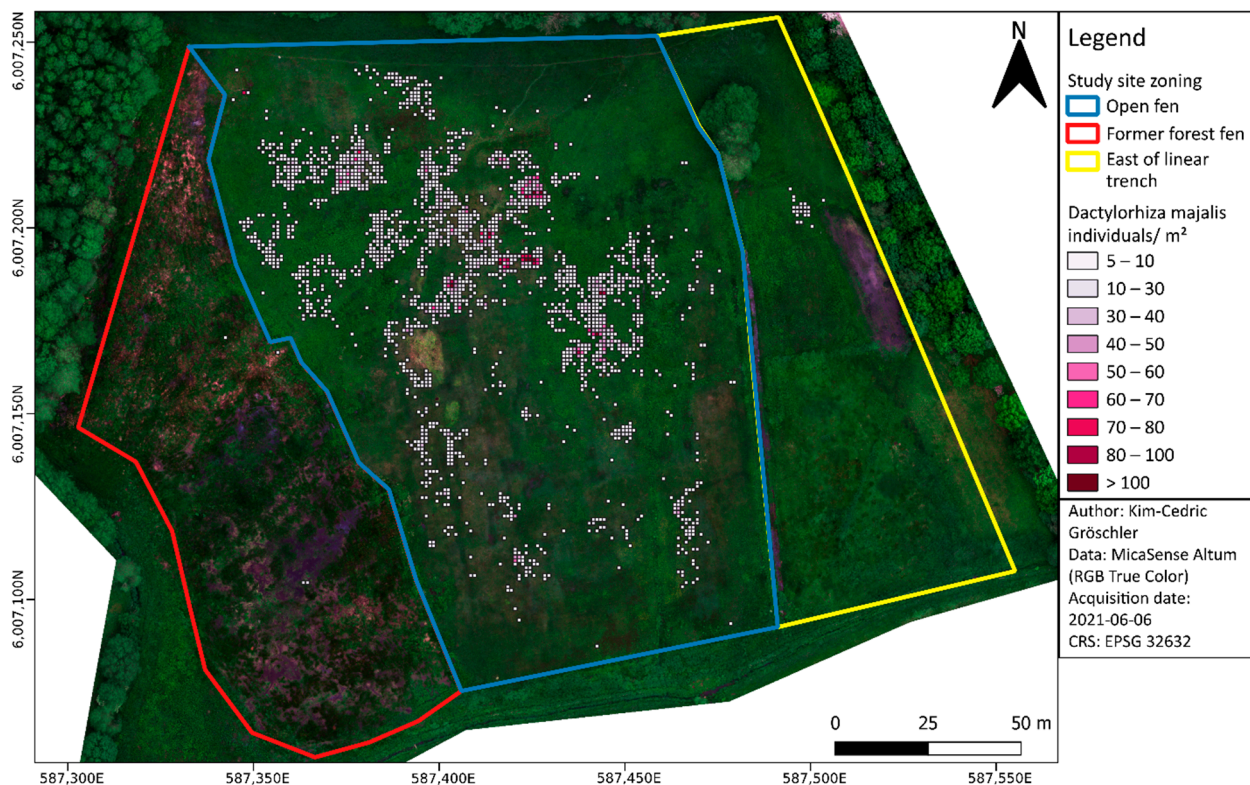 N
Legend
Study site zoning
Open fen
Former forest fen
East of linear
trench
Dactylorhiza majalis
individuals/ m²
5 – 10
10 – 30
30 – 40
40 – 50
50 – 60
60 – 70
70 – 80
80 – 100
> 100
Author: Kim-Cedric
Gröschler
Data: MicaSense Altum
(RGB True Color)
Acquisition date:
2021-06-06
CRS: EPSG 32632
6,007,250N
6,007,200N
6,007,150N
6,007,100N
0 25 50 m
587,300E 587,350E 587,400E 587,450E 587,500E 587,550E